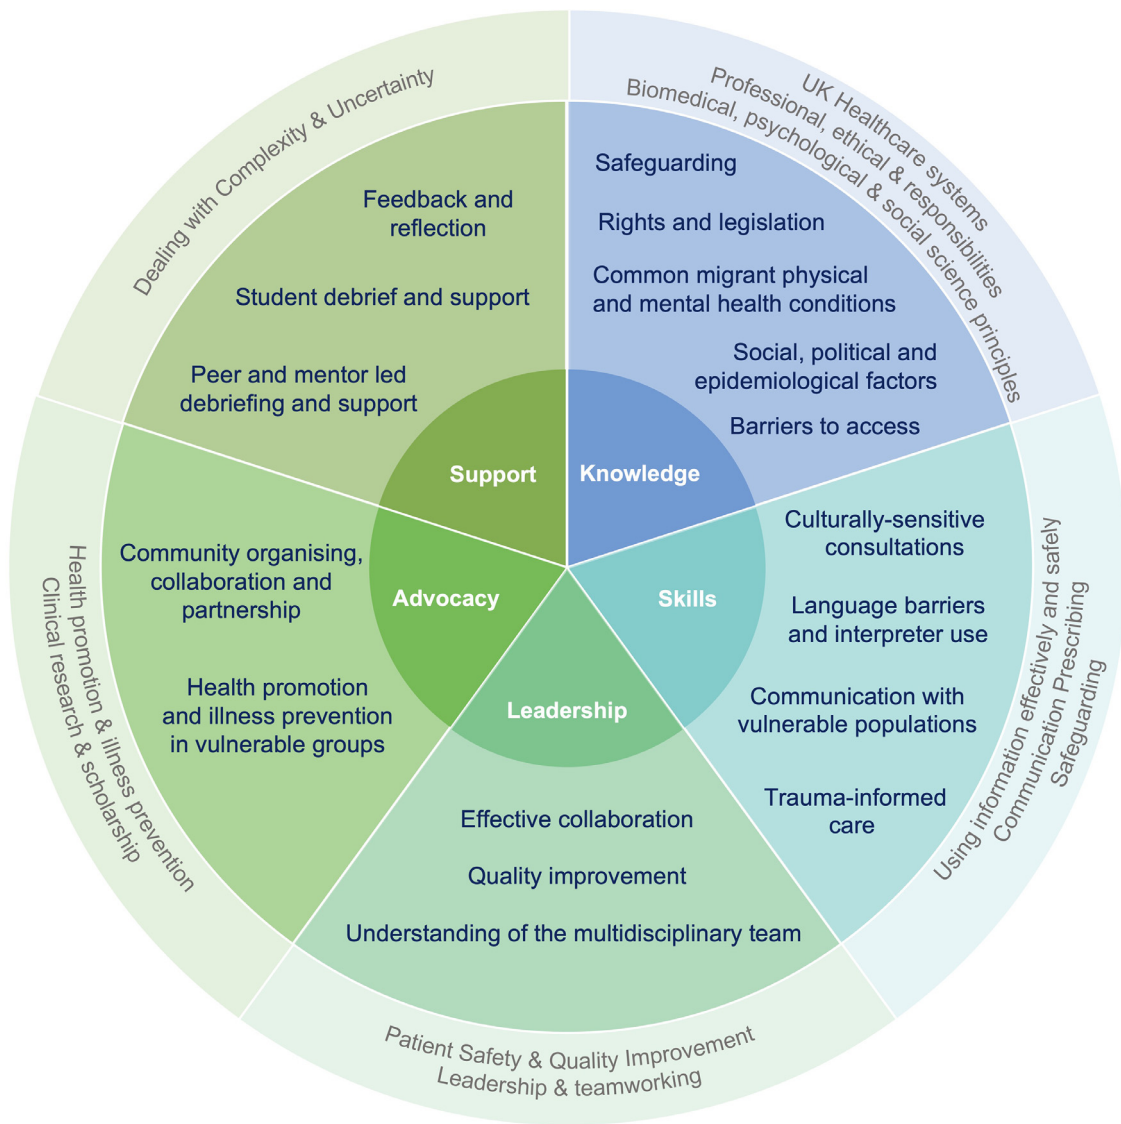 UK Healthcare systems
Professional, ethical & responsibilities
Biomedical, psychological & social science principles
Safeguarding
Rights and legislation
Common migrant physical
and mental health conditions
Social, political and
epidemiological factors
Barriers to access
Knowledge
Using information effectively and safely
Communication Prescribing
Safeguarding
Culturally-sensitive
consultations
Language barriers
and interpreter use
Communication with
vulnerable populations
Trauma-informed
care
Skills
Leadership
Effective collaboration
Quality improvement
Understanding of the multidisciplinary team
Patient Safety & Quality Improvement
Leadership & teamworking
Advocacy
Community organising,
collaboration and
partnership
Health promotion
and illness prevention
in vulnerable groups
Health promotion & illness prevention
Clinical research & scholarship
Support
Feedback and
reflection
Student debrief and support
Peer and mentor led
debriefing and support
Dealing with Complexity & Uncertainty